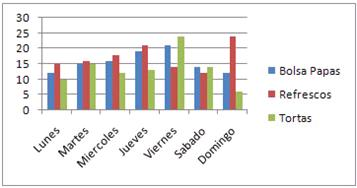 30
25
20
15
10
5
0
Lunes
Martes
Miercoles
Jueves
Viernes
Sabado
Domingo
Bolsa Papas
Refrescos
Tortas